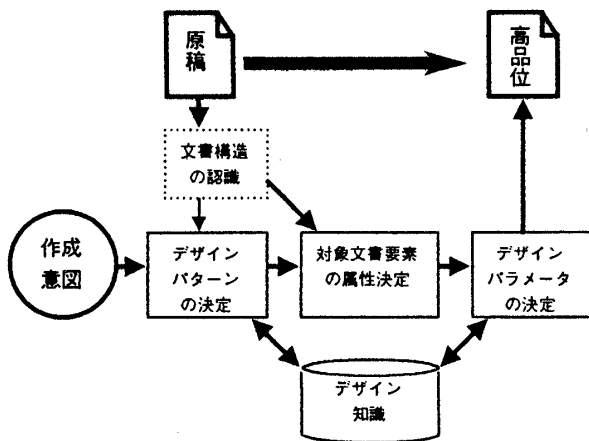 原
稿
高
品
位
文書構造
の認識
作成
意図
デザイン
パターン
の決定
対象文書要素
の属性決定
デザイン
パラメータ
の決定
デザイン
知識